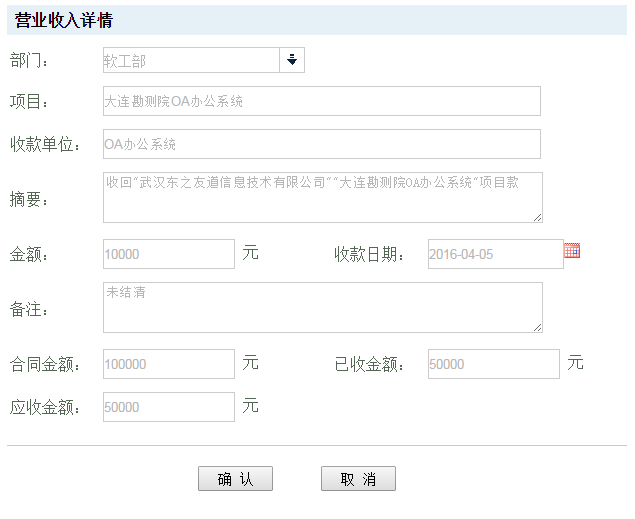 营业收入详情
部门： 软工部
项目： 大连勘测院OA办公系统
收款单位： OA办公系统
摘要： 收回“武汉东之友道信息技术有限公司”“大连勘测院OA办公系统”项目款
金额： 10000 元 收款日期： 2016-04-05
备注： 未结清
合同金额： 100000 元 已收金额： 50000 元
应收金额： 50000 元
确 认 取 消